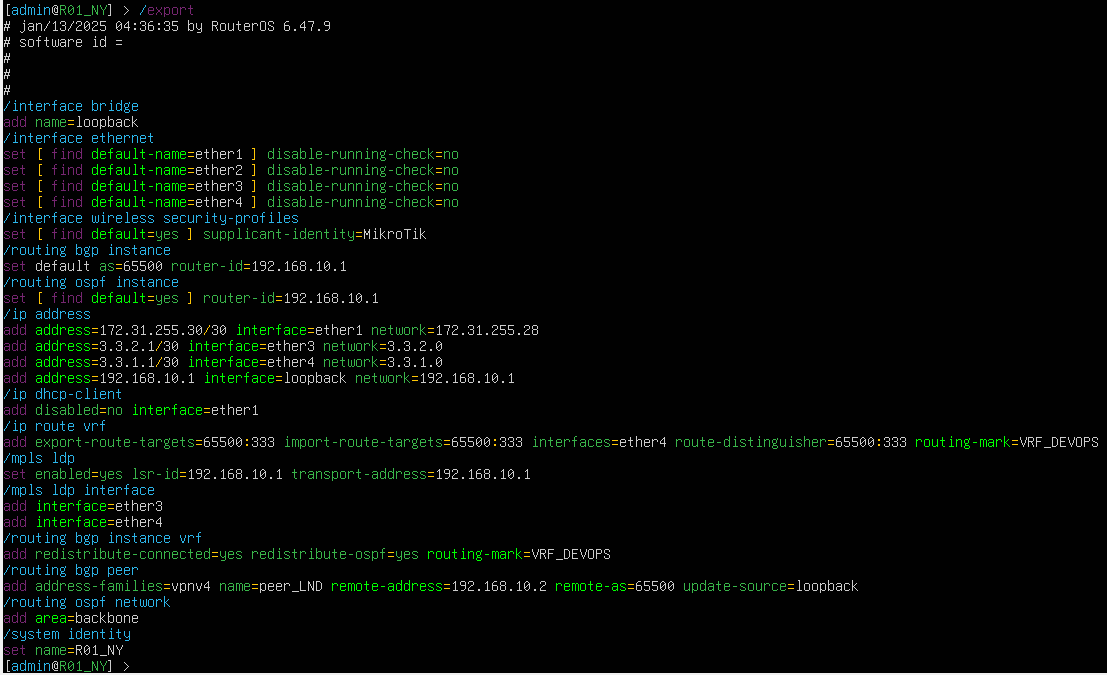 [admin@R01_NY] > /export
# jan/13/2025 04:36:35 by RouterOS 6.47.9
# software id =
#
#
#
/interface bridge
add name=loopback
/interface ethernet
set [ find default-name=ether1 ] disable-running-check=no
set [ find default-name=ether2 ] disable-running-check=no
set [ find default-name=ether3 ] disable-running-check=no
set [ find default-name=ether4 ] disable-running-check=no
/interface wireless security-profiles
set [ find default=yes ] supplicant-identity=MikroTik
/routing bgp instance
set default as=65500 router-id=192.168.10.1
/routing ospf instance
set [ find default=yes ] router-id=192.168.10.1
/ip address
add address=172.31.255.30/30 interface=ether1 network=172.31.255.28
add address=3.3.2.1/30 interface=ether3 network=3.3.2.0
add address=3.3.1.1/30 interface=ether4 network=3.3.1.0
add address=192.168.10.1 interface=loopback network=192.168.10.1
/ip dhcp-client
add disabled=no interface=ether1
/ip route vrf
add export-route-targets=65500:333 import-route-targets=65500:333 interfaces=ether4 route-distinguisher=65500:333 routing-mark=VRF_DEVOPS
/mpls ldp
set enabled=yes lsr-id=192.168.10.1 transport-address=192.168.10.1
/mpls ldp interface
add interface=ether3
add interface=ether4
/routing bgp instance vrf
add redistribute-connected=yes redistribute-ospf=yes routing-mark=VRF_DEVOPS
/routing bgp peer
add address-families=vpnv4 name=peer_LND remote-address=192.168.10.2 remote-as=65500 update-source=loopback
/routing ospf network
add area=backbone
/system identity
set name=R01_NY
[admin@R01_NY] >